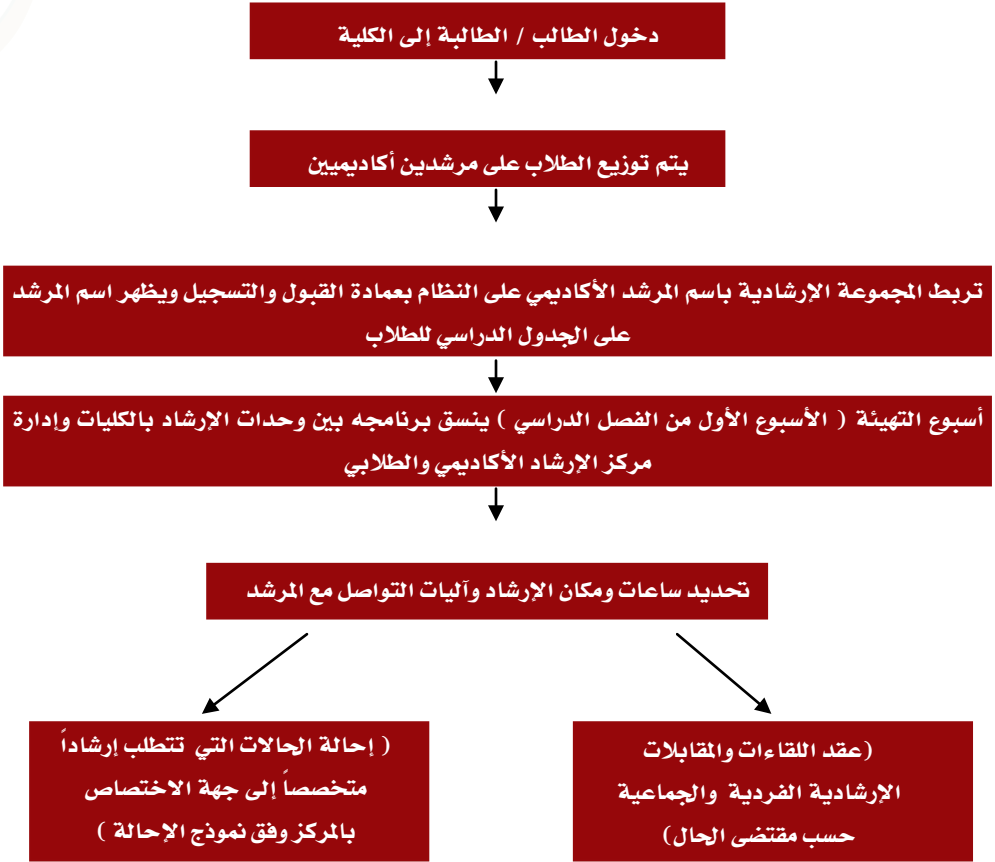 دخول الطالب / الطالبة إلى الكلية
يتم توزيع الطلاب على مرشدين أكاديميين
تربط المجموعة الإرشادية باسم المرشد الأكاديمي على النظام بعمادة القبول والتسجيل ويظهر اسم المرشد
على الجدول الدراسي للطلاب
أسبوع التهيئة ( الأسبوع الأول من الفصل الدراسي ) ينسق برنامجه بين وحدات الإرشاد بالكليات وإدارة
مركز الإرشاد الأكاديمي والطلابي
تحديد ساعات ومكان الإرشاد وآليات التواصل مع المرشد
(عقد اللقاءات والمقابلات
الإرشادية الفردية والجماعية
حسب مقتضى الحال)
( إحالة الحالات التي تتطلب إرشاداً
متخصصاً إلى جهة الاختصاص
بالمركز وفق نموذج الإحالة )